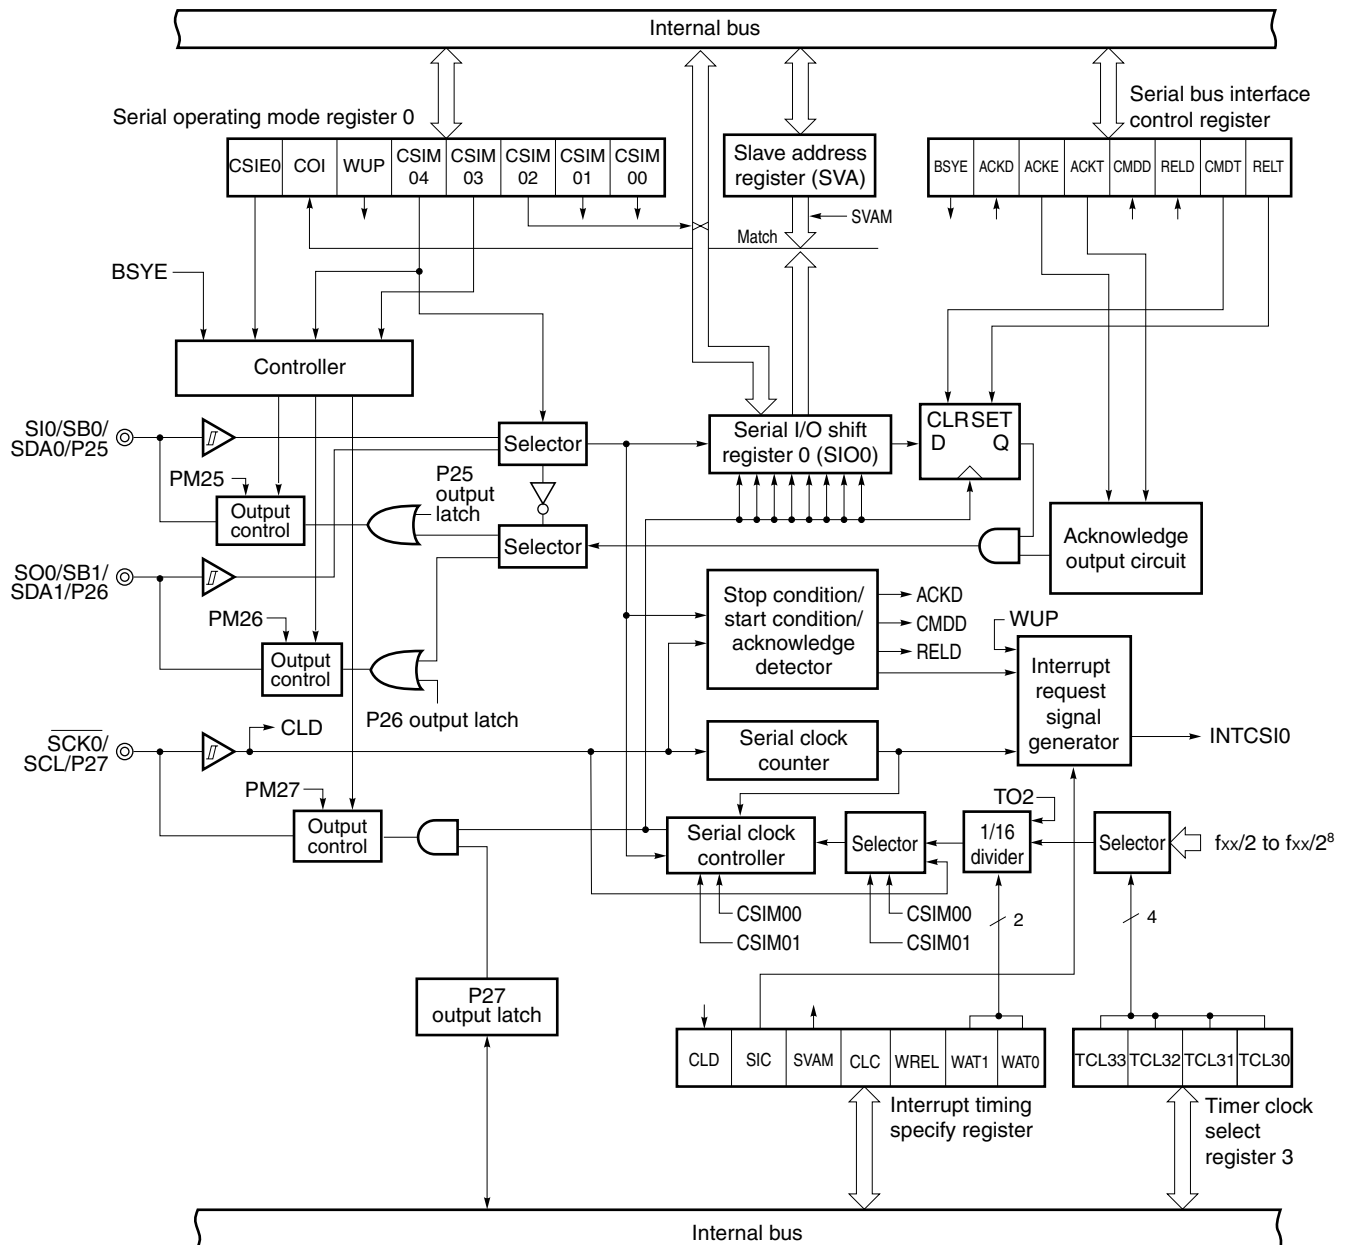 Internal bus
Serial operating mode register 0
Serial bus interface
control register
CSIE0 COI WUP CSIM 04 CSIM 03 CSIM 02 CSIM 01 CSIM 00
Slave address
register (SVA)
BSYE ACKD ACKE ACKT CMDD RELD CMDT RELT
SVAM
Match
BSYE
Controller
SI0/SB0/
SDA0/P25
Selector
Serial I/O shift
register 0 (SIO0)
CLR SET
D Q
PM25
Output
control
P25
output
latch
Selector
Acknowledge
output circuit
SO0/SB1/
SDA1/P26
PM26
Output
control
P26 output latch
Stop condition/
start condition/
acknowledge
detector
ACKD
CMDD
RELD
WUP
Interrupt
request
signal
generator
INTCSI0
SCK0/
SCL/P27
CLD
Serial clock
counter
PM27
Output
control
Serial clock
controller
Selector
TO2
1/16
divider
Selector
fxx/2 to fxx/2⁸
CSIM00
CSIM01
CSIM00
CSIM01
2
4
P27
output latch
CLD SIC SVAM CLC WREL WAT1 WAT0
TCL33 TCL32 TCL31 TCL30
Interrupt timing
specify register
Timer clock
select
register 3
Internal bus